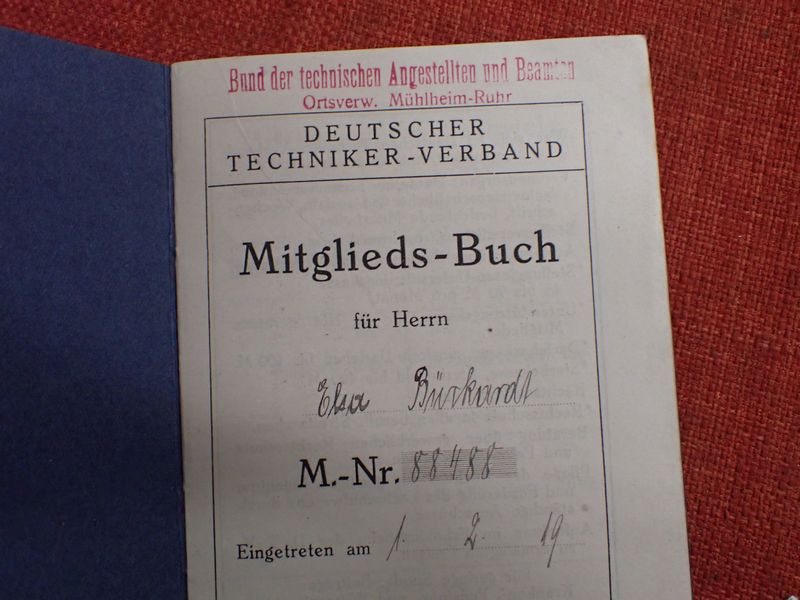 Bund der technischen Angestellten und Beamten
Ortsverw. Mühlheim-Ruhr
DEUTSCHER
TECHNIKER-VERBAND
Mitglieds-Buch
für Herrn
Elsa Burkardt
M.-Nr. 88488
Eingetreten am 1. 2. 19